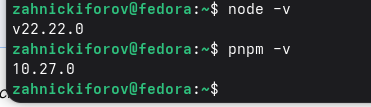 zahnickiforov@fedora:~$ node -v
v22.22.0
zahnickiforov@fedora:~$ pnpm -v
10.27.0
zahnickiforov@fedora:~$